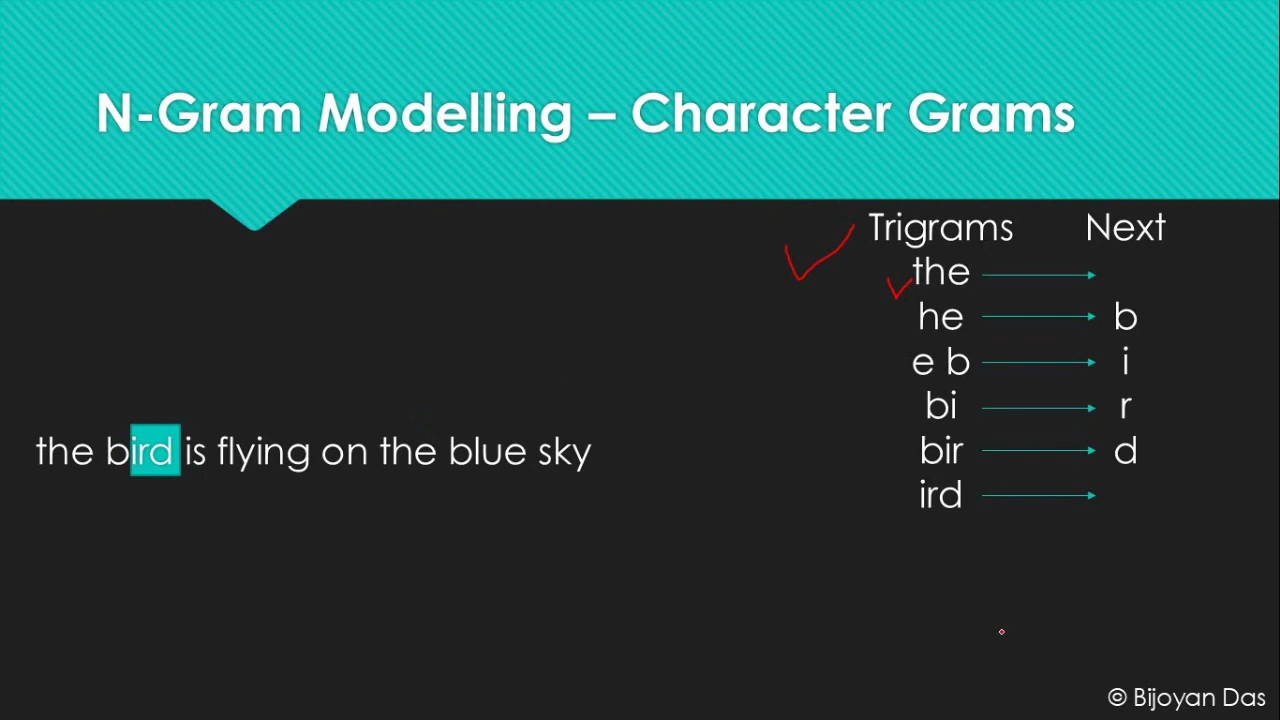 N-Gram Modelling – Character Grams
Trigrams Next
the
he b
e b i
bi r
bir d
ird
the bird is flying on the blue sky
© Bijoyan Das